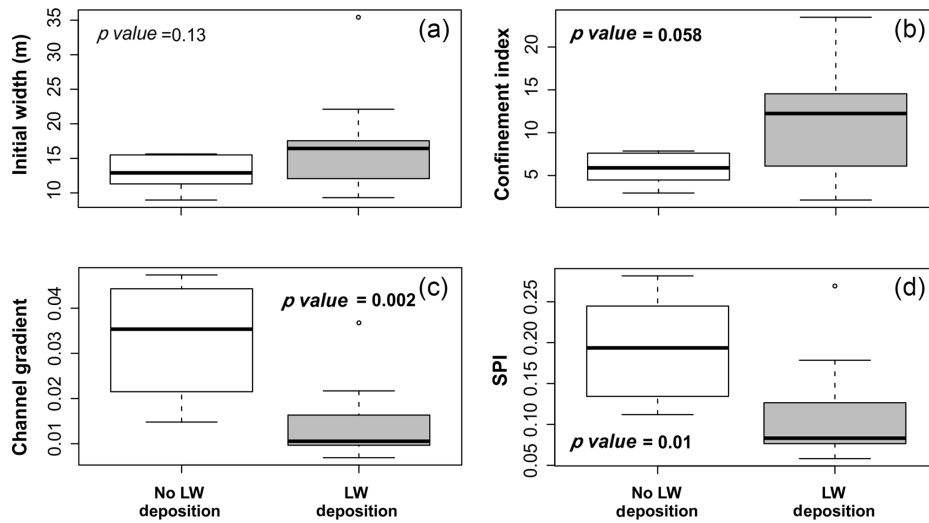 Initial width (m)
35
30
25
20
15
10
p value =0.13
(a)
Confinement index
20
15
10
5
p value = 0.058
(b)
Channel gradient
0.04
0.03
0.02
0.01
p value = 0.002
(c)
SPI
0.25
0.20
0.15
0.10
0.05
p value = 0.01
(d)
No LW
deposition
LW
deposition
No LW
deposition
LW
deposition